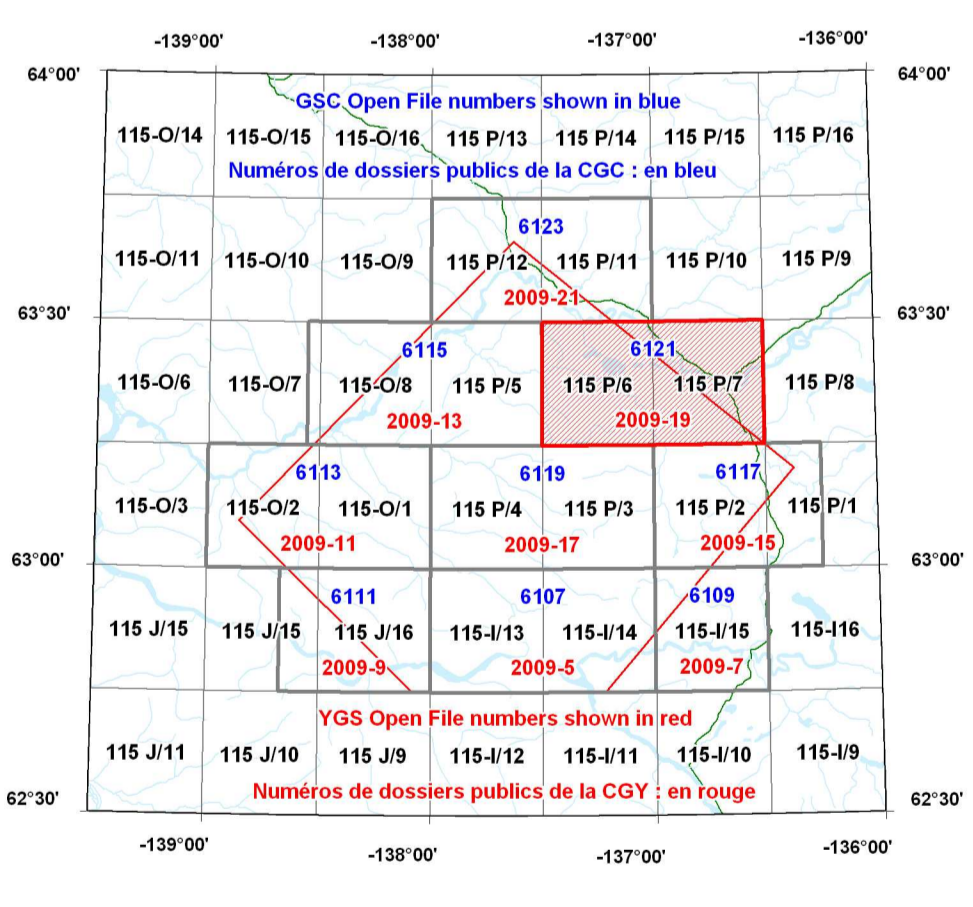 -139°00' -138°00' -137°00' -136°00'
64°00' 64°00'
GSC Open File numbers shown in blue
115-O/14 115-O/15 115-O/16 115 P/13 115 P/14 115 P/15 115 P/16
Numéros de dossiers publics de la CGC : en bleu
6123
115-O/11 115-O/10 115-O/9 115 P/12 115 P/11 115 P/10 115 P/9
2009-21
63°30' 63°30'
6115 6121
115-O/6 115-O/7 115-O/8 115 P/5 115 P/6 115 P/7 115 P/8
2009-13 2009-19
6113 6119 6117
115-O/3 115-O/2 115-O/1 115 P/4 115 P/3 115 P/2 115 P/1
2009-11 2009-17 2009-15
63°00' 63°00'
6111 6107 6109
115 J/15 115 J/15 115 J/16 115-I/13 115-I/14 115-I/15 115-I16
2009-9 2009-5 2009-7
YGS Open File numbers shown in red
115 J/11 115 J/10 115 J/9 115-I/12 115-I/11 115-I/10 115-I/9
Numéros de dossiers publics de la CGY : en rouge
62°30' 62°30'
-139°00' -138°00' -137°00' -136°00'